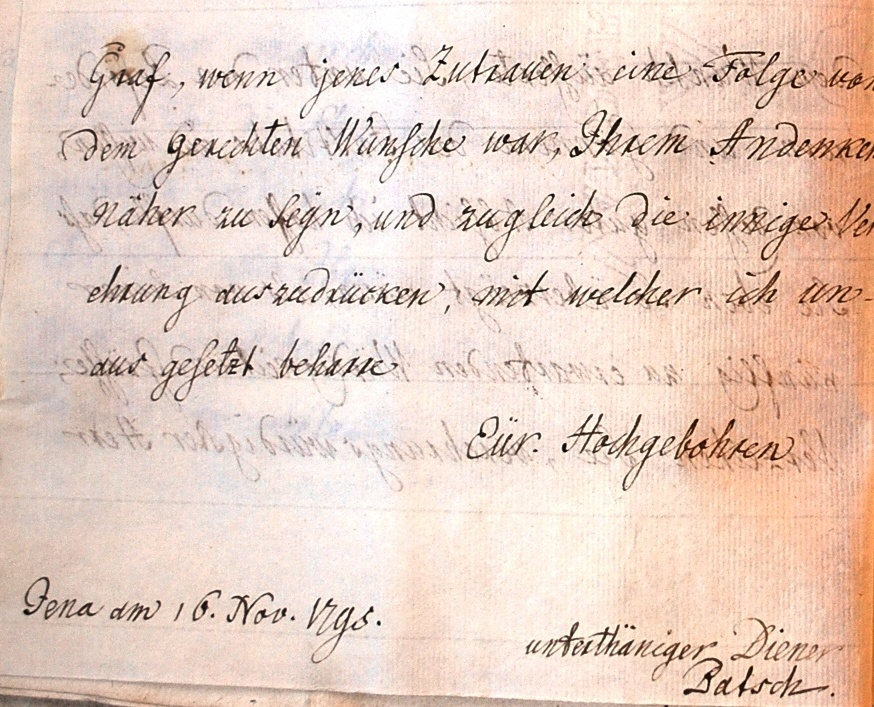 Graf, wenn jenes Zutrauen eine Folge von
dem gerechten Wunsche war, Ihrem Andenken
näher zu seyn, und zugleich die innige Ver
ehrung auszudrücken, mit welcher ich un-
aus gesetzt beharre
Eür. Hochgebohren
Jena am 16. Nov. 1795.
unterthäniger Diener
Batsch.